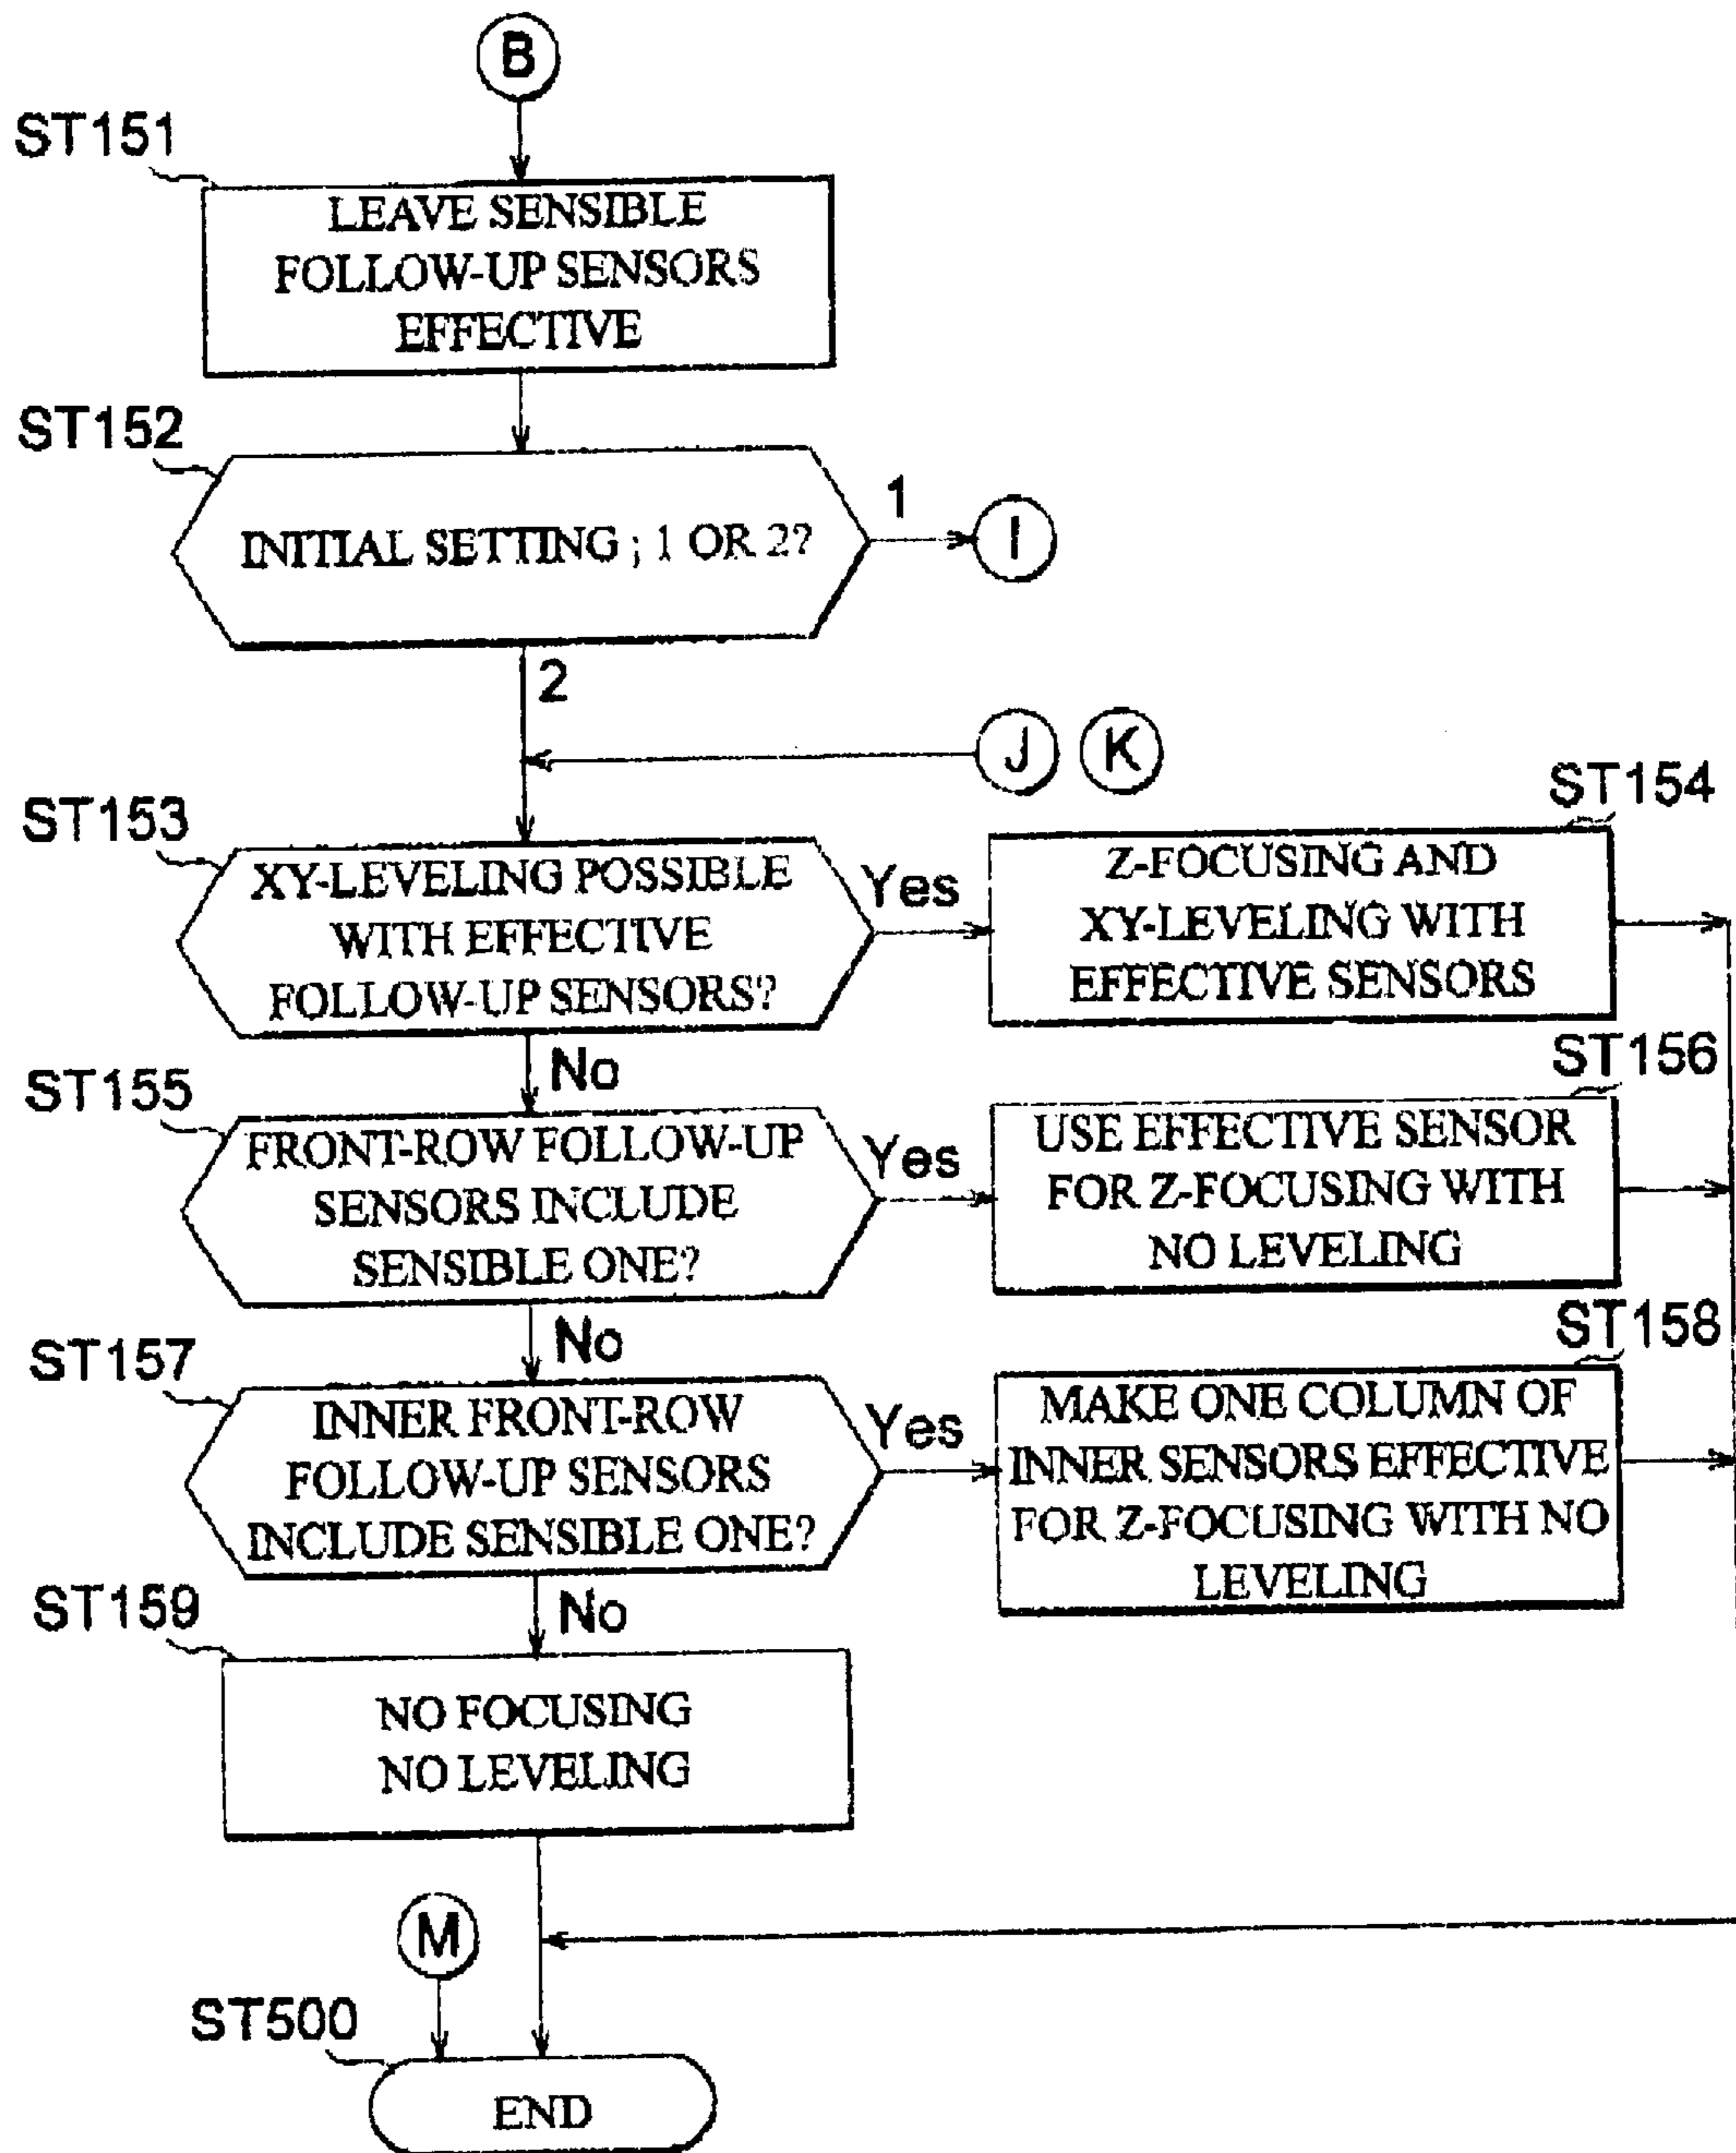 B
ST151
LEAVE SENSIBLE
FOLLOW-UP SENSORS
EFFECTIVE
ST152
INITIAL SETTING ; 1 OR 2?
1
I
2
J K
ST153
XY-LEVELING POSSIBLE
WITH EFFECTIVE
FOLLOW-UP SENSORS?
Yes
ST154
Z-FOCUSING AND
XY-LEVELING WITH
EFFECTIVE SENSORS
No
ST155
FRONT-ROW FOLLOW-UP
SENSORS INCLUDE
SENSIBLE ONE?
Yes
ST156
USE EFFECTIVE SENSOR
FOR Z-FOCUSING WITH
NO LEVELING
No
ST157
INNER FRONT-ROW
FOLLOW-UP SENSORS
INCLUDE SENSIBLE ONE?
Yes
ST158
MAKE ONE COLUMN OF
INNER SENSORS EFFECTIVE
FOR Z-FOCUSING WITH NO
LEVELING
No
ST159
NO FOCUSING
NO LEVELING
M
ST500
END